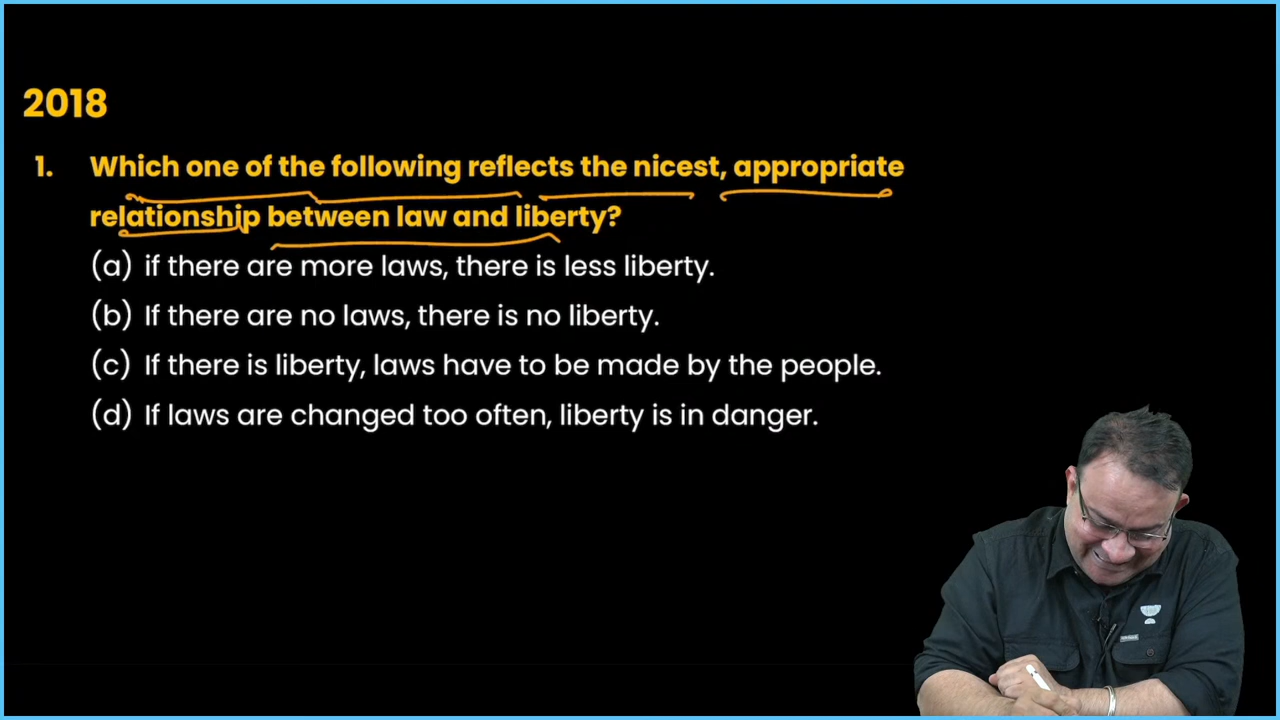 2018
1. Which one of the following reflects the nicest, appropriate
relationship between law and liberty?
(a) if there are more laws, there is less liberty.
(b) If there are no laws, there is no liberty.
(c) If there is liberty, laws have to be made by the people.
(d) If laws are changed too often, liberty is in danger.